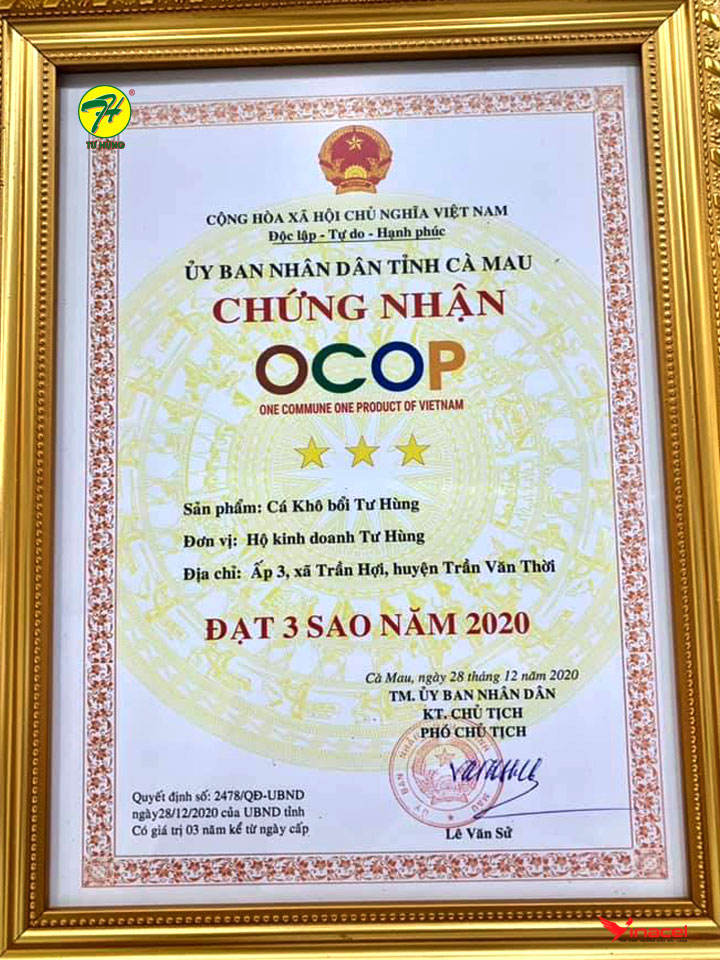 TƯ HÙNG
®
CỘNG HÒA XÃ HỘI CHỦ NGHĨA VIỆT NAM
Độc lập - Tự do - Hạnh phúc
ỦY BAN NHÂN DÂN TỈNH CÀ MAU
CHỨNG NHẬN
OCOP
ONE COMMUNE ONE PRODUCT OF VIETNAM
Sản phẩm: Cá Khô bổi Tư Hùng
Đơn vị: Hộ kinh doanh Tư Hùng
Địa chỉ: Ấp 3, xã Trần Hợi, huyện Trần Văn Thời
ĐẠT 3 SAO NĂM 2020
Cà Mau, ngày 28 tháng 12 năm 2020
TM. ỦY BAN NHÂN DÂN
KT. CHỦ TỊCH
PHÓ CHỦ TỊCH
Quyết định số: 2478/QĐ-UBND
ngày28/12/2020 của UBND tỉnh
Có giá trị 03 năm kể từ ngày cấp
Lê Văn Sử
Vinacel